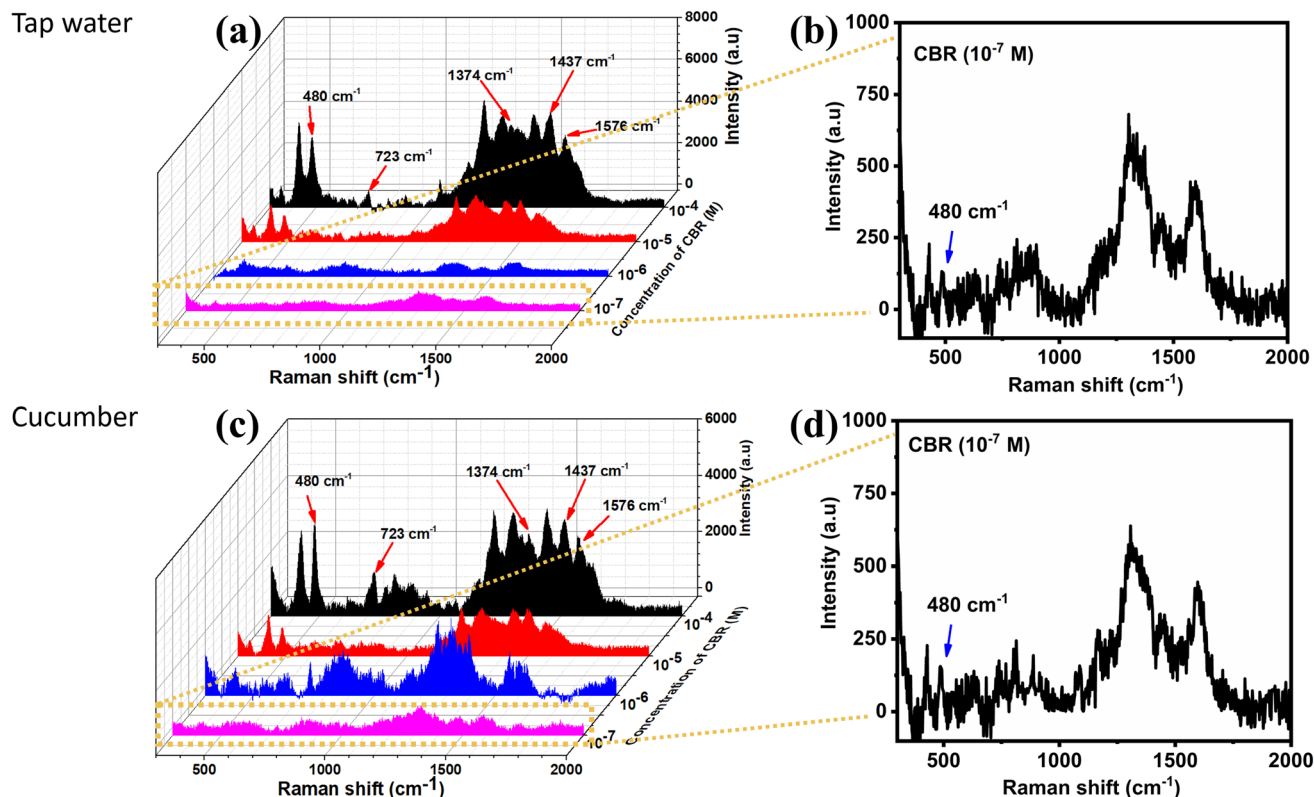 Tap water
(a)
8000
6000
4000
2000
0
Intensity (a.u)
480 cm-1
723 cm-1
1374 cm-1
1437 cm-1
1576 cm-1
10-4
10-5
10-6
10-7
Concentration of CBR (M)
500
1000
1500
2000
Raman shift (cm-1)
(b)
CBR (10-7 M)
1000
750
500
250
0
Intensity (a.u)
480 cm-1
500
1000
1500
2000
Raman shift (cm-1)
Cucumber
(c)
6000
4000
2000
0
Intensity (a.u)
480 cm-1
723 cm-1
1374 cm-1
1437 cm-1
1576 cm-1
10-4
10-5
10-6
10-7
Concentration of CBR (M)
500
1000
1500
2000
Raman shift (cm-1)
(d)
CBR (10-7 M)
1000
750
500
250
0
Intensity (a.u)
480 cm-1
500
1000
1500
2000
Raman shift (cm-1)